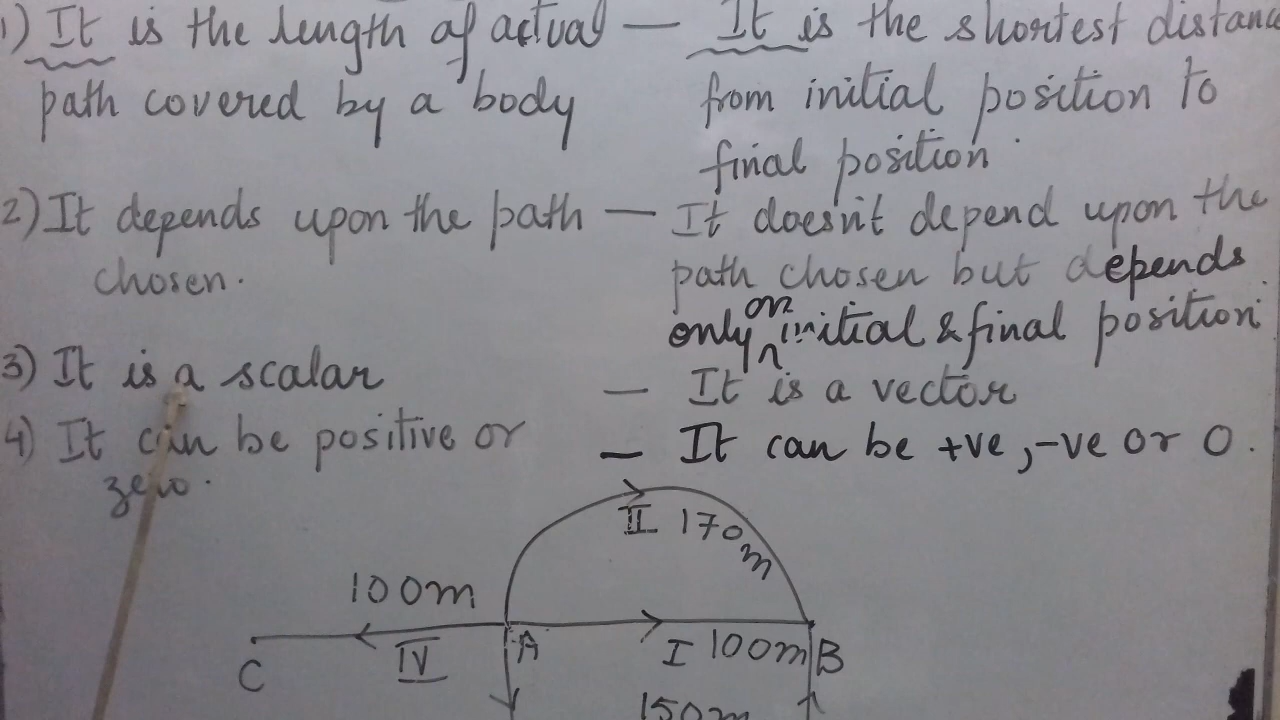 1) It is the length of actual — It is the shortest distanc
path covered by a body from initial position to
final position.
2) It depends upon the path — It doesn't depend upon the
chosen. path chosen but depends
on
only initial & final position.
3) It is a scalar — It is a vector
4) It can be positive or — It can be +ve, -ve or 0.
zero.
II 170m
100m
A I 100m B
C IV
150m